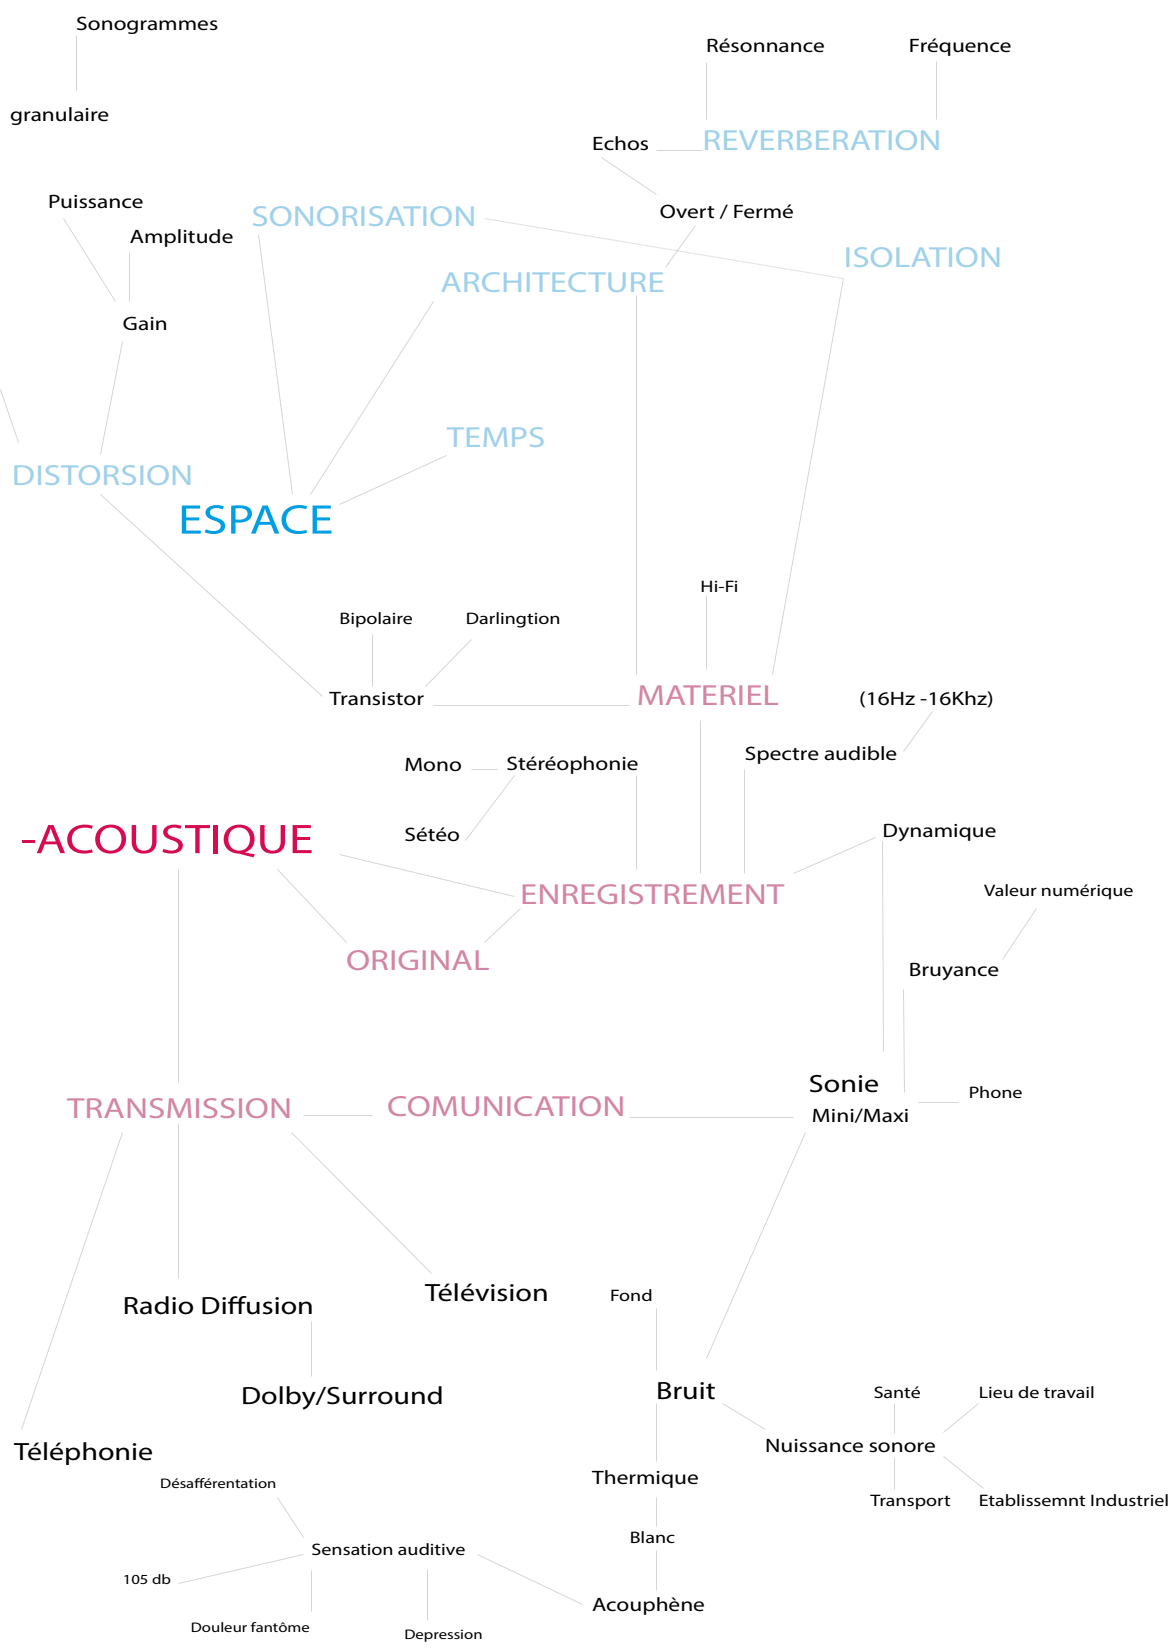 Sonogrammes
Résonnance
Fréquence
granulaire
Echos
REVERBERATION
Puissance
SONORISATION
Overt / Fermé
Amplitude
ISOLATION
ARCHITECTURE
Gain
TEMPS
DISTORSION
ESPACE
Hi-Fi
Bipolaire
Darlingtion
Transistor
MATERIEL
(16Hz -16Khz)
Spectre audible
Mono
Stéréophonie
Sétéo
-ACOUSTIQUE
Dynamique
ENREGISTREMENT
Valeur numérique
ORIGINAL
Bruyance
Sonie
Mini/Maxi
Phone
TRANSMISSION
COMUNICATION
Télévision
Fond
Radio Diffusion
Dolby/Surround
Bruit
Santé
Lieu de travail
Téléphonie
Nuissance sonore
Désafférentation
Thermique
Transport
Etablissemnt Industriel
Blanc
Sensation auditive
105 db
Acouphène
Douleur fantôme
Depression